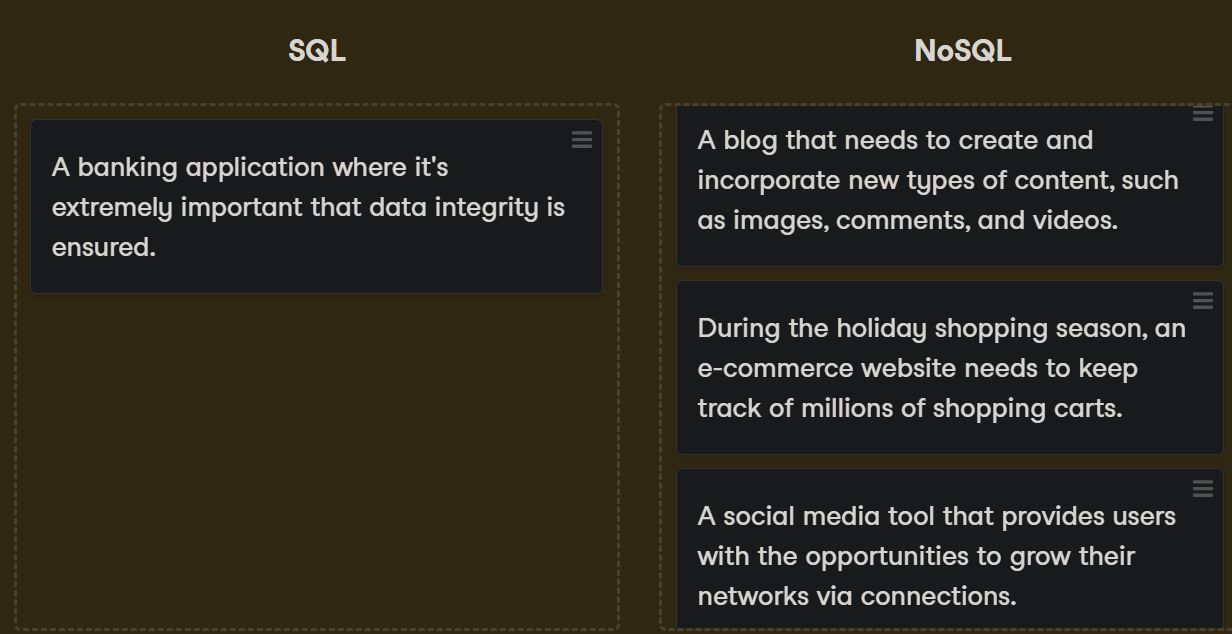 SQL
A banking application where it's
extremely important that data integrity is
ensured.
NoSQL
A blog that needs to create and
incorporate new types of content, such
as images, comments, and videos.
During the holiday shopping season, an
e-commerce website needs to keep
track of millions of shopping carts.
A social media tool that provides users
with the opportunities to grow their
networks via connections.